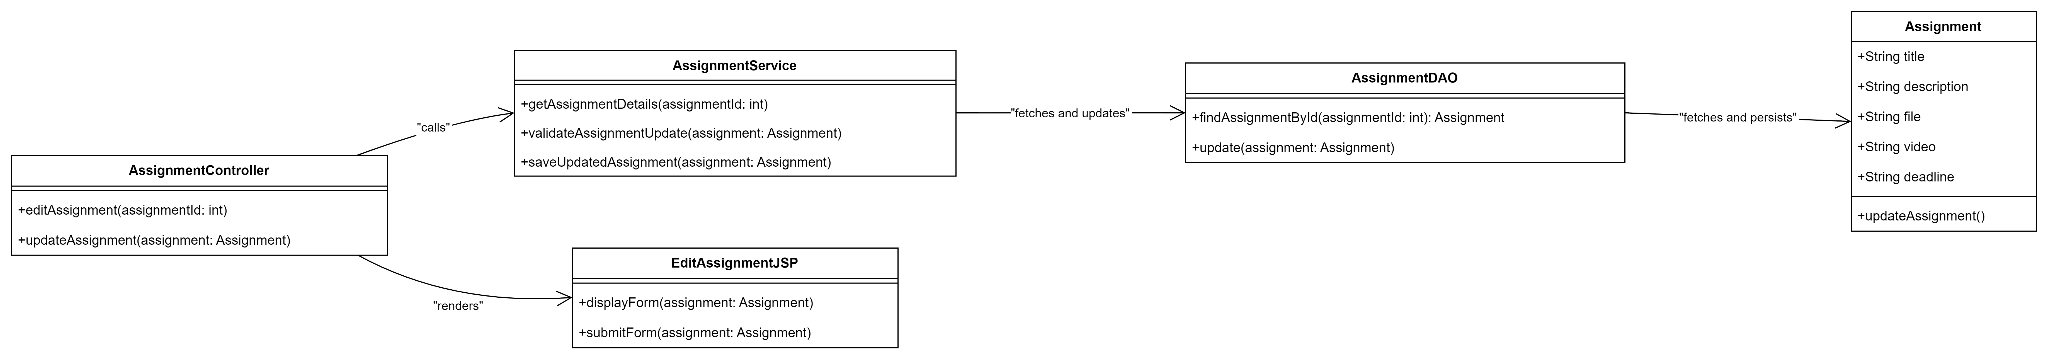 AssignmentController
+editAssignment(assignmentId: int)
+updateAssignment(assignment: Assignment)
"calls"
"renders"
AssignmentService
+getAssignmentDetails(assignmentId: int)
+validateAssignmentUpdate(assignment: Assignment)
+saveUpdatedAssignment(assignment: Assignment)
EditAssignmentJSP
+displayForm(assignment: Assignment)
+submitForm(assignment: Assignment)
"fetches and updates"
AssignmentDAO
+findAssignmentById(assignmentId: int): Assignment
+update(assignment: Assignment)
"fetches and persists"
Assignment
+String title
+String description
+String file
+String video
+String deadline
+updateAssignment()